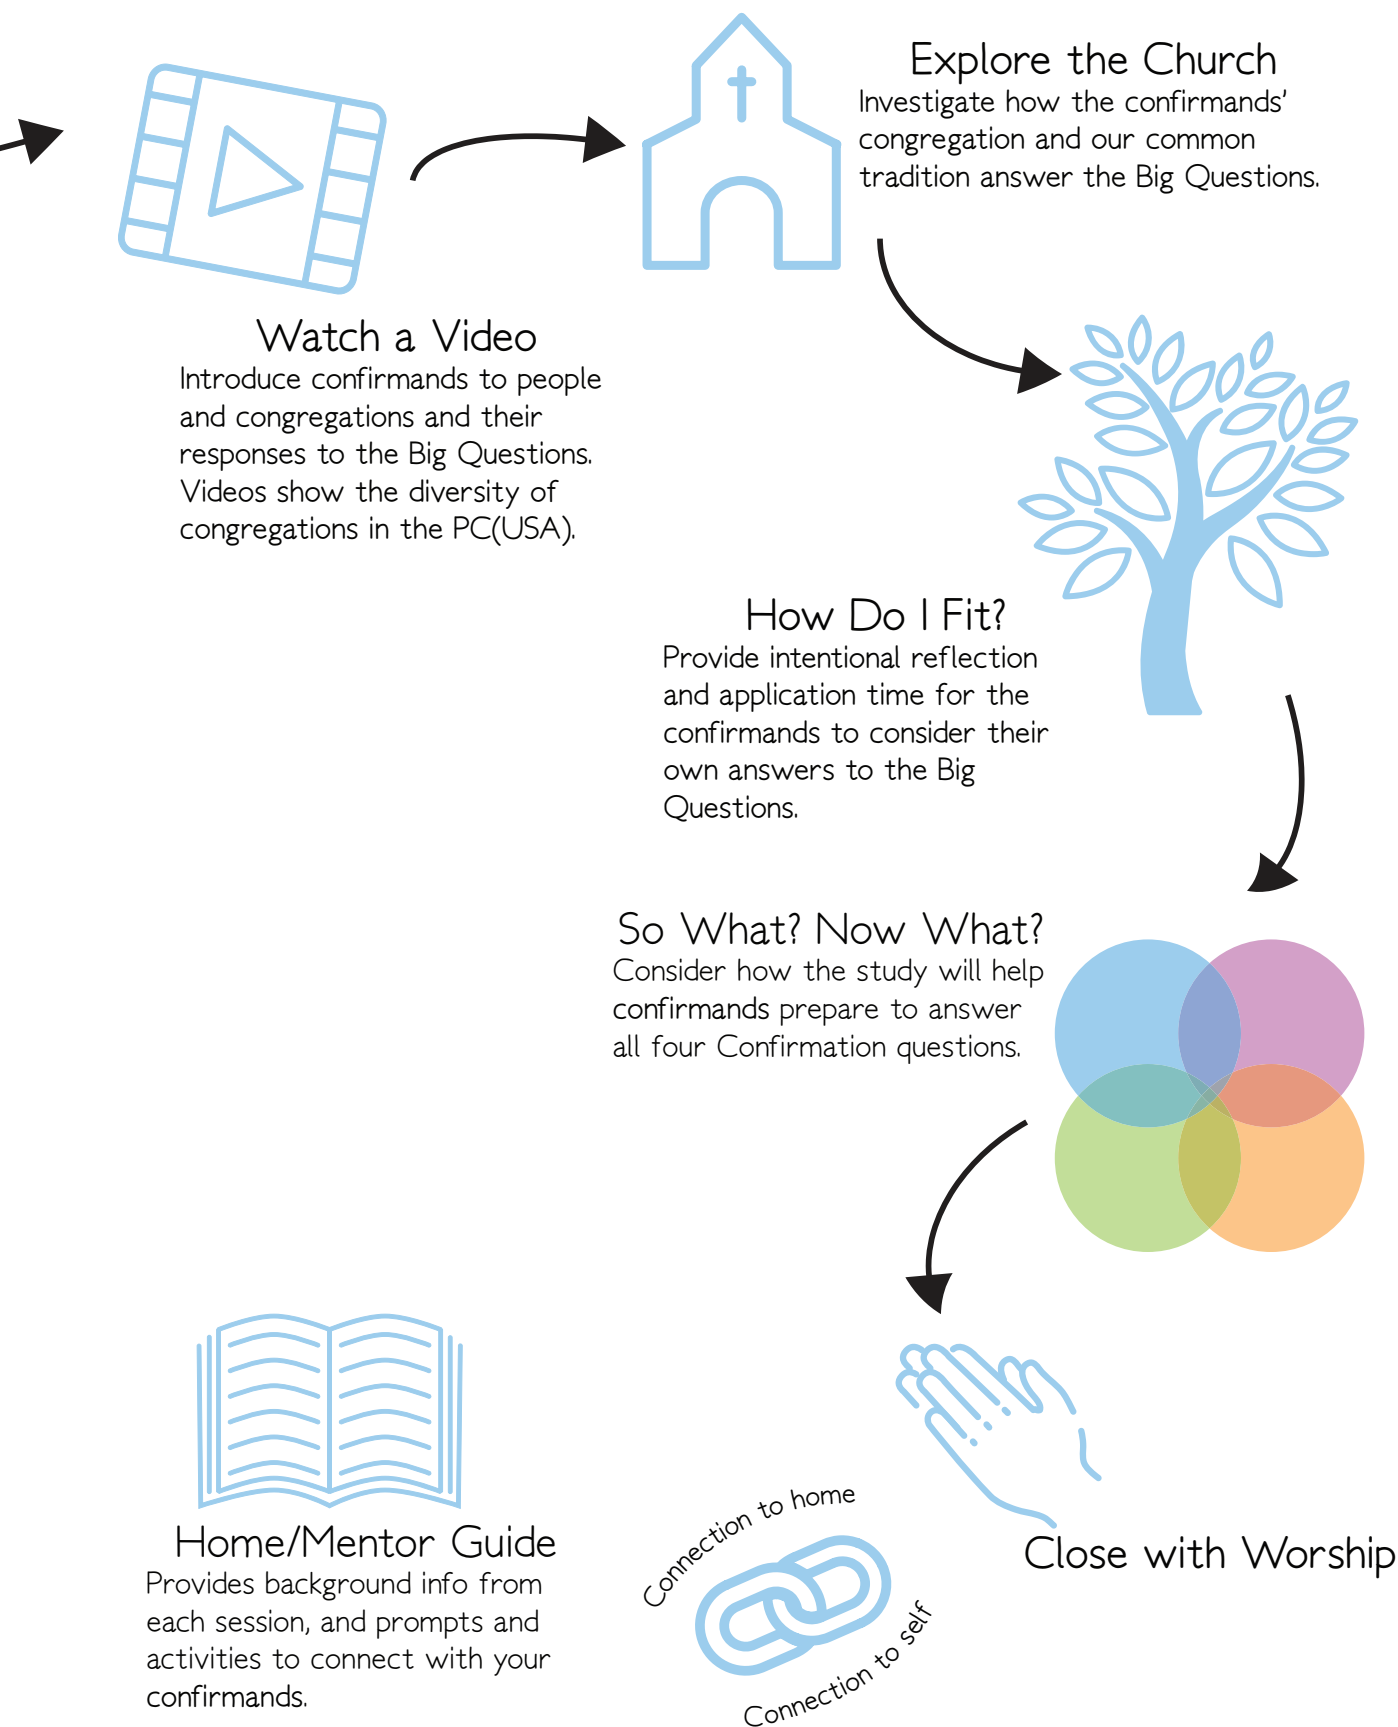 Explore the Church
Investigate how the confirmands'
congregation and our common
tradition answer the Big Questions.
Watch a Video
Introduce confirmands to people
and congregations and their
responses to the Big Questions.
Videos show the diversity of
congregations in the PC(USA).
How Do I Fit?
Provide intentional reflection
and application time for the
confirmands to consider their
own answers to the Big
Questions.
So What? Now What?
Consider how the study will help
confirmands prepare to answer
all four Confirmation questions.
Close with Worship
Connection to home
Connection to self
Home/Mentor Guide
Provides background info from
each session, and prompts and
activities to connect with your
confirmands.